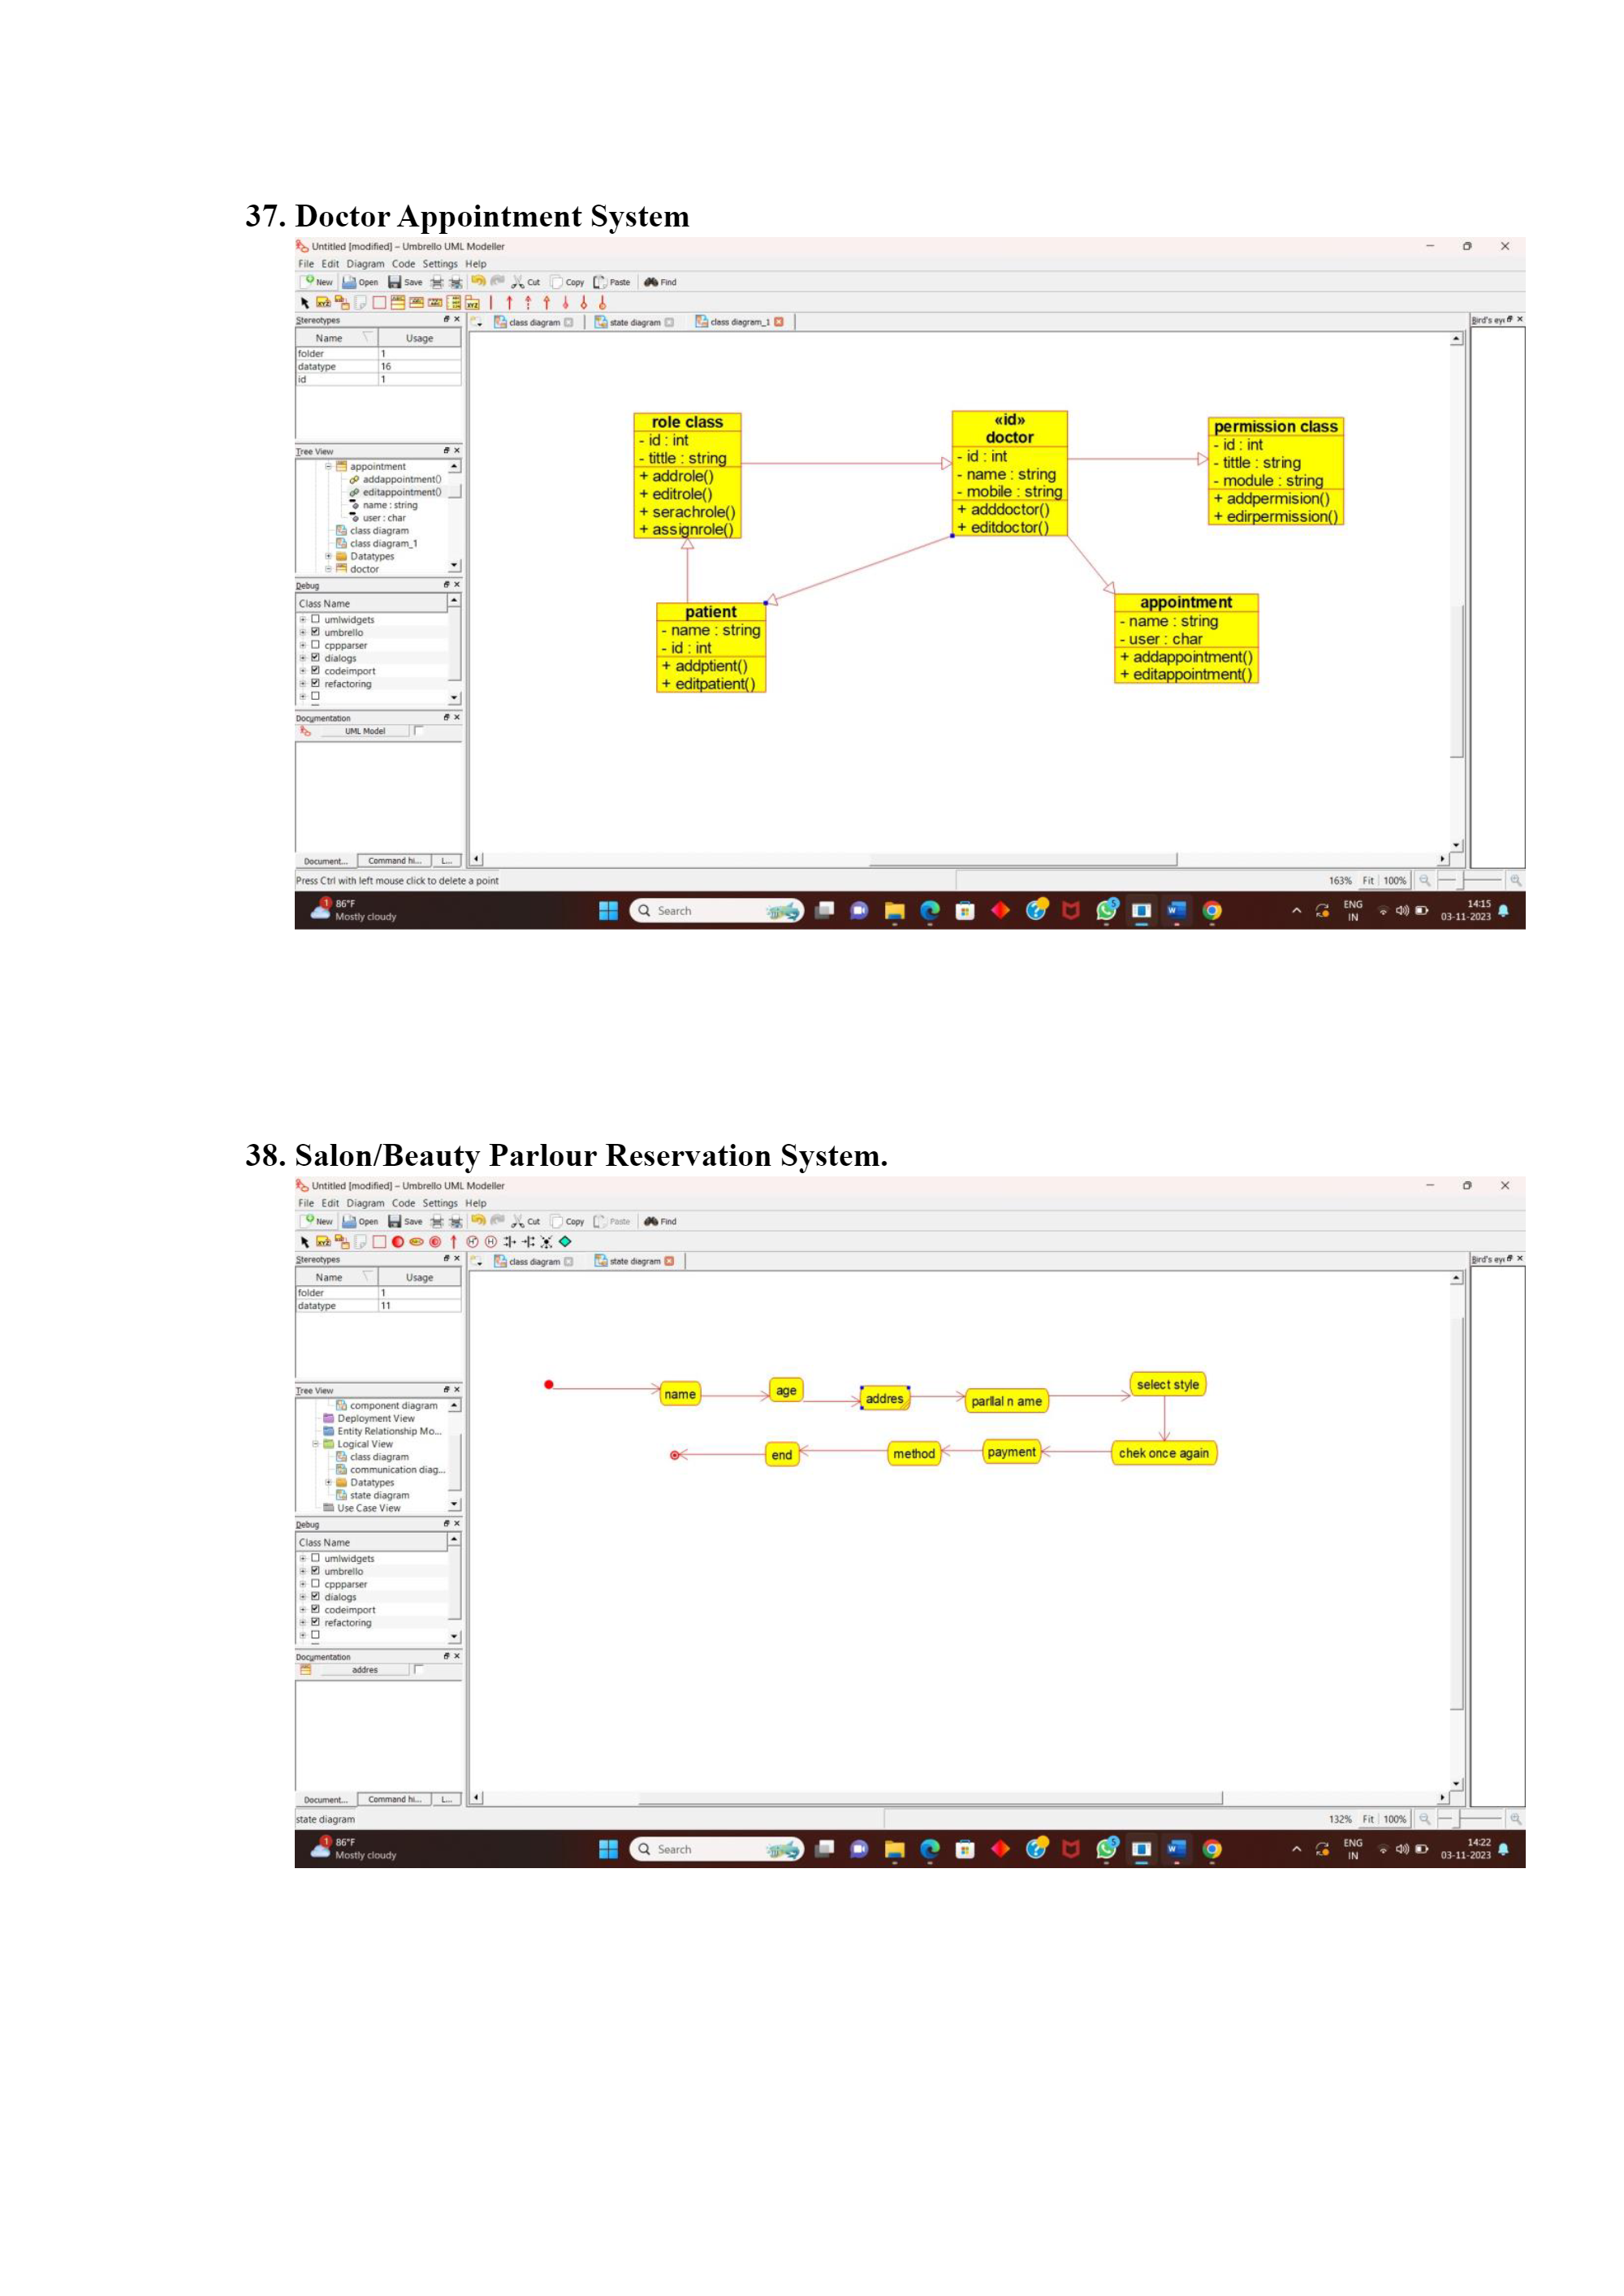 37. Doctor Appointment System
Untitled [modified] – Umbrello UML Modeller
File Edit Diagram Code Settings Help
New Open Save Cut Copy Paste Find
Stereotypes
class diagram state diagram class diagram_1
Bird's eye
Name Usage
folder 1
datatype 16
id 1
Tree View
appointment
addappointment()
editappointment()
name : string
user : char
class diagram
class diagram_1
Datatypes
doctor
Debug
Class Name
umlwidgets
umbrello
cppparser
dialogs
codeimport
refactoring
Documentation
UML Model
role class
- id : int
- tittle : string
+ addrole()
+ editrole()
+ serachrole()
+ assignrole()
«id»
doctor
- id : int
- name : string
- mobile : string
+ adddoctor()
+ editdoctor()
permission class
- id : int
- tittle : string
- module : string
+ addpermision()
+ edirpermission()
patient
- name : string
- id : int
+ addptient()
+ editpatient()
appointment
- name : string
- user : char
+ addappointment()
+ editappointment()
Document... Command hi... L...
Press Ctrl with left mouse click to delete a point
163% Fit 100%
1 86°F
Mostly cloudy
Search
5
ENG
IN
14:15
03-11-2023
38. Salon/Beauty Parlour Reservation System.
Untitled [modified] – Umbrello UML Modeller
File Edit Diagram Code Settings Help
New Open Save Cut Copy Paste Find
Stereotypes
class diagram state diagram
Bird's eye
Name Usage
folder 1
datatype 11
Tree View
component diagram
Deployment View
Entity Relationship Mo...
Logical View
class diagram
communication diag...
Datatypes
state diagram
Use Case View
Debug
Class Name
umlwidgets
umbrello
cppparser
dialogs
codeimport
refactoring
Documentation
addres
name
age
addres
parllal n ame
select style
end
method
payment
chek once again
Document... Command hi... L...
state diagram
132% Fit 100%
1 86°F
Mostly cloudy
Search
5
ENG
IN
14:22
03-11-2023